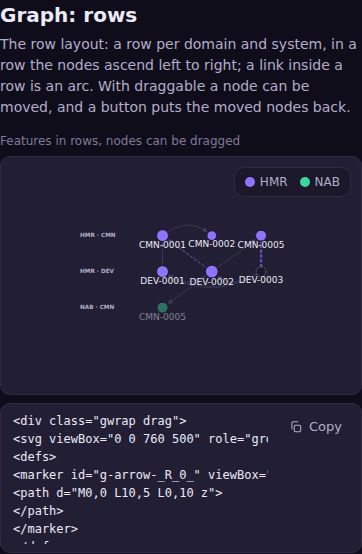 Graph: rows
The row layout: a row per domain and system, in a
row the nodes ascend left to right; a link inside a
row is an arc. With draggable a node can be
moved, and a button puts the moved nodes back.
Features in rows, nodes can be dragged
HMR NAB
HMR · CMN
CMN-0001 CMN-0002 CMN-0005
HMR · DEV
DEV-0001 DEV-0002 DEV-0003
NAB · CMN
CMN-0005
Copy
<div class="gwrap drag">
<svg viewBox="0 0 760 500" role="gro
<defs>
<marker id="g-arrow-_R_0_" viewBox="
<path d="M0,0 L10,5 L0,10 z">
</path>
</marker>